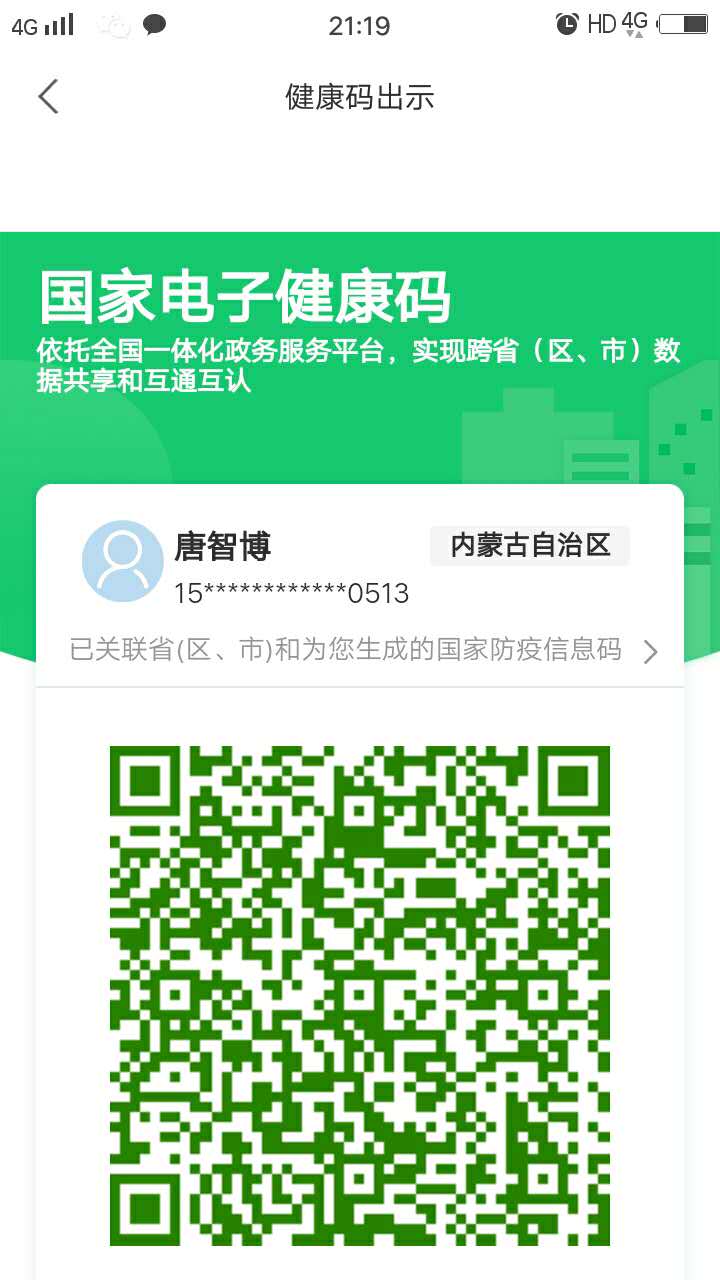 4G 21:19 HD 4G
健康码出示
国家电子健康码
依托全国一体化政务服务平台，实现跨省（区、市）数
据共享和互通互认
唐智博 内蒙古自治区
15************0513
已关联省(区、市)和为您生成的国家防疫信息码